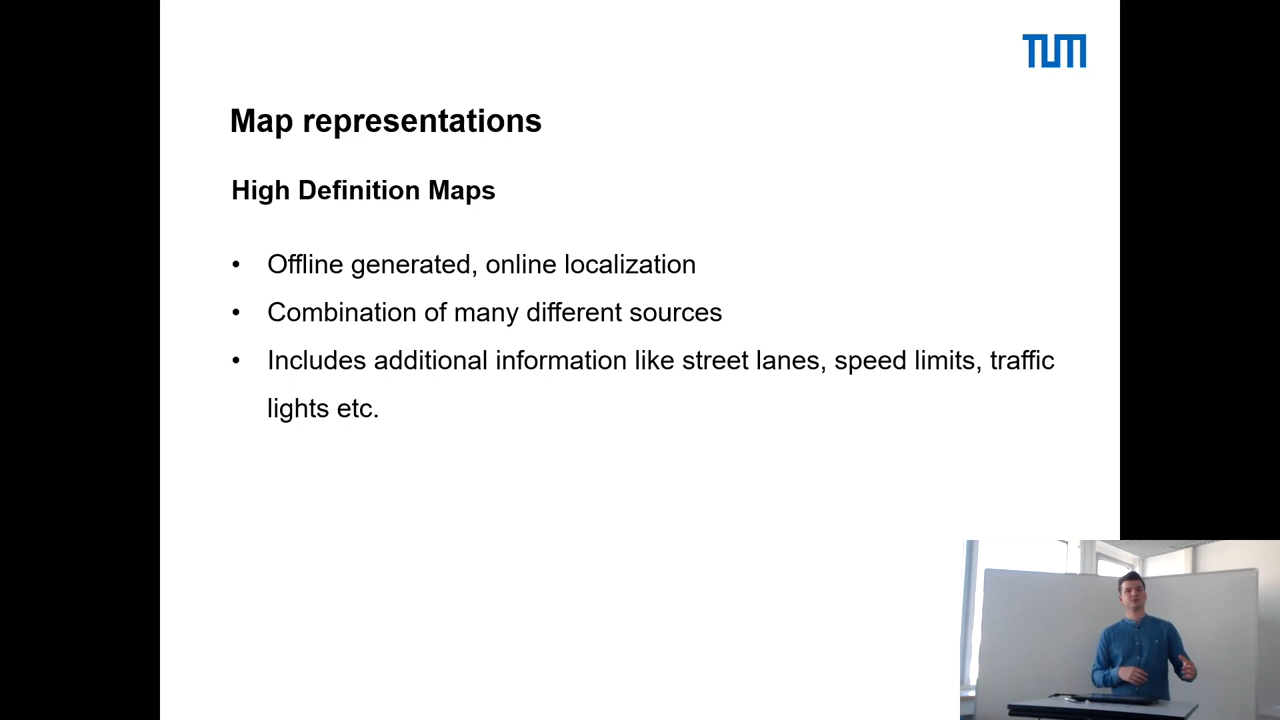 TUM
Map representations
High Definition Maps
• Offline generated, online localization
• Combination of many different sources
• Includes additional information like street lanes, speed limits, traffic
lights etc.